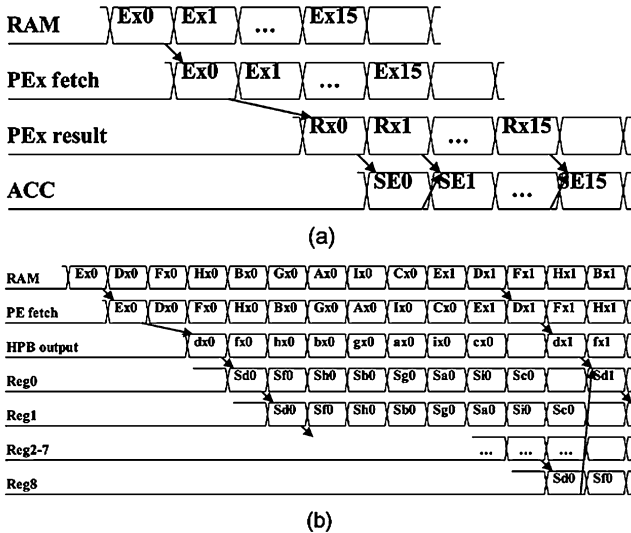 RAM Ex0 Ex1 ... Ex15
PEx fetch Ex0 Ex1 ... Ex15
PEx result Rx0 Rx1 ... Rx15
ACC SE0 SE1 ... SE15
(a)
RAM Ex0 Dx0 Fx0 Hx0 Bx0 Gx0 Ax0 Ix0 Cx0 Ex1 Dx1 Fx1 Hx1 Bx1
PE fetch Ex0 Dx0 Fx0 Hx0 Bx0 Gx0 Ax0 Ix0 Cx0 Ex1 Dx1 Fx1 Hx1
HPB output dx0 fx0 hx0 bx0 gx0 ax0 ix0 cx0 dx1 fx1
Reg0 Sd0 Sf0 Sh0 Sb0 Sg0 Sa0 Si0 Sc0 Sd1
Reg1 Sd0 Sf0 Sh0 Sb0 Sg0 Sa0 Si0 Sc0
Reg2-7 ... ... ...
Reg8 Sd0 Sf0
(b)